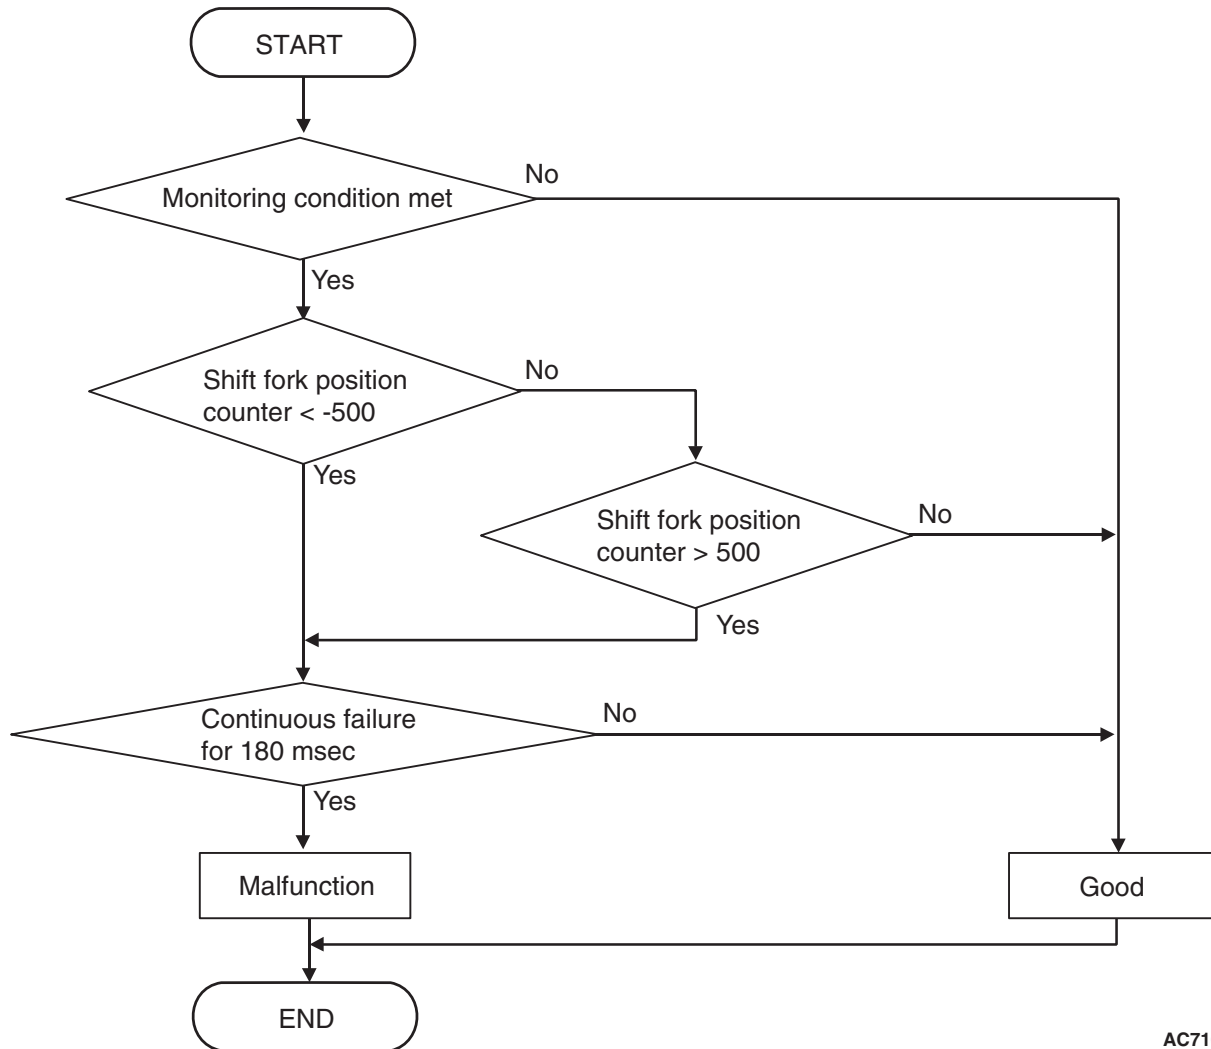 START
Monitoring condition met
No
Yes
Shift fork position
counter < -500
No
Yes
Shift fork position
counter > 500
No
Yes
Continuous failure
for 180 msec
No
Yes
Malfunction
Good
END
AC71